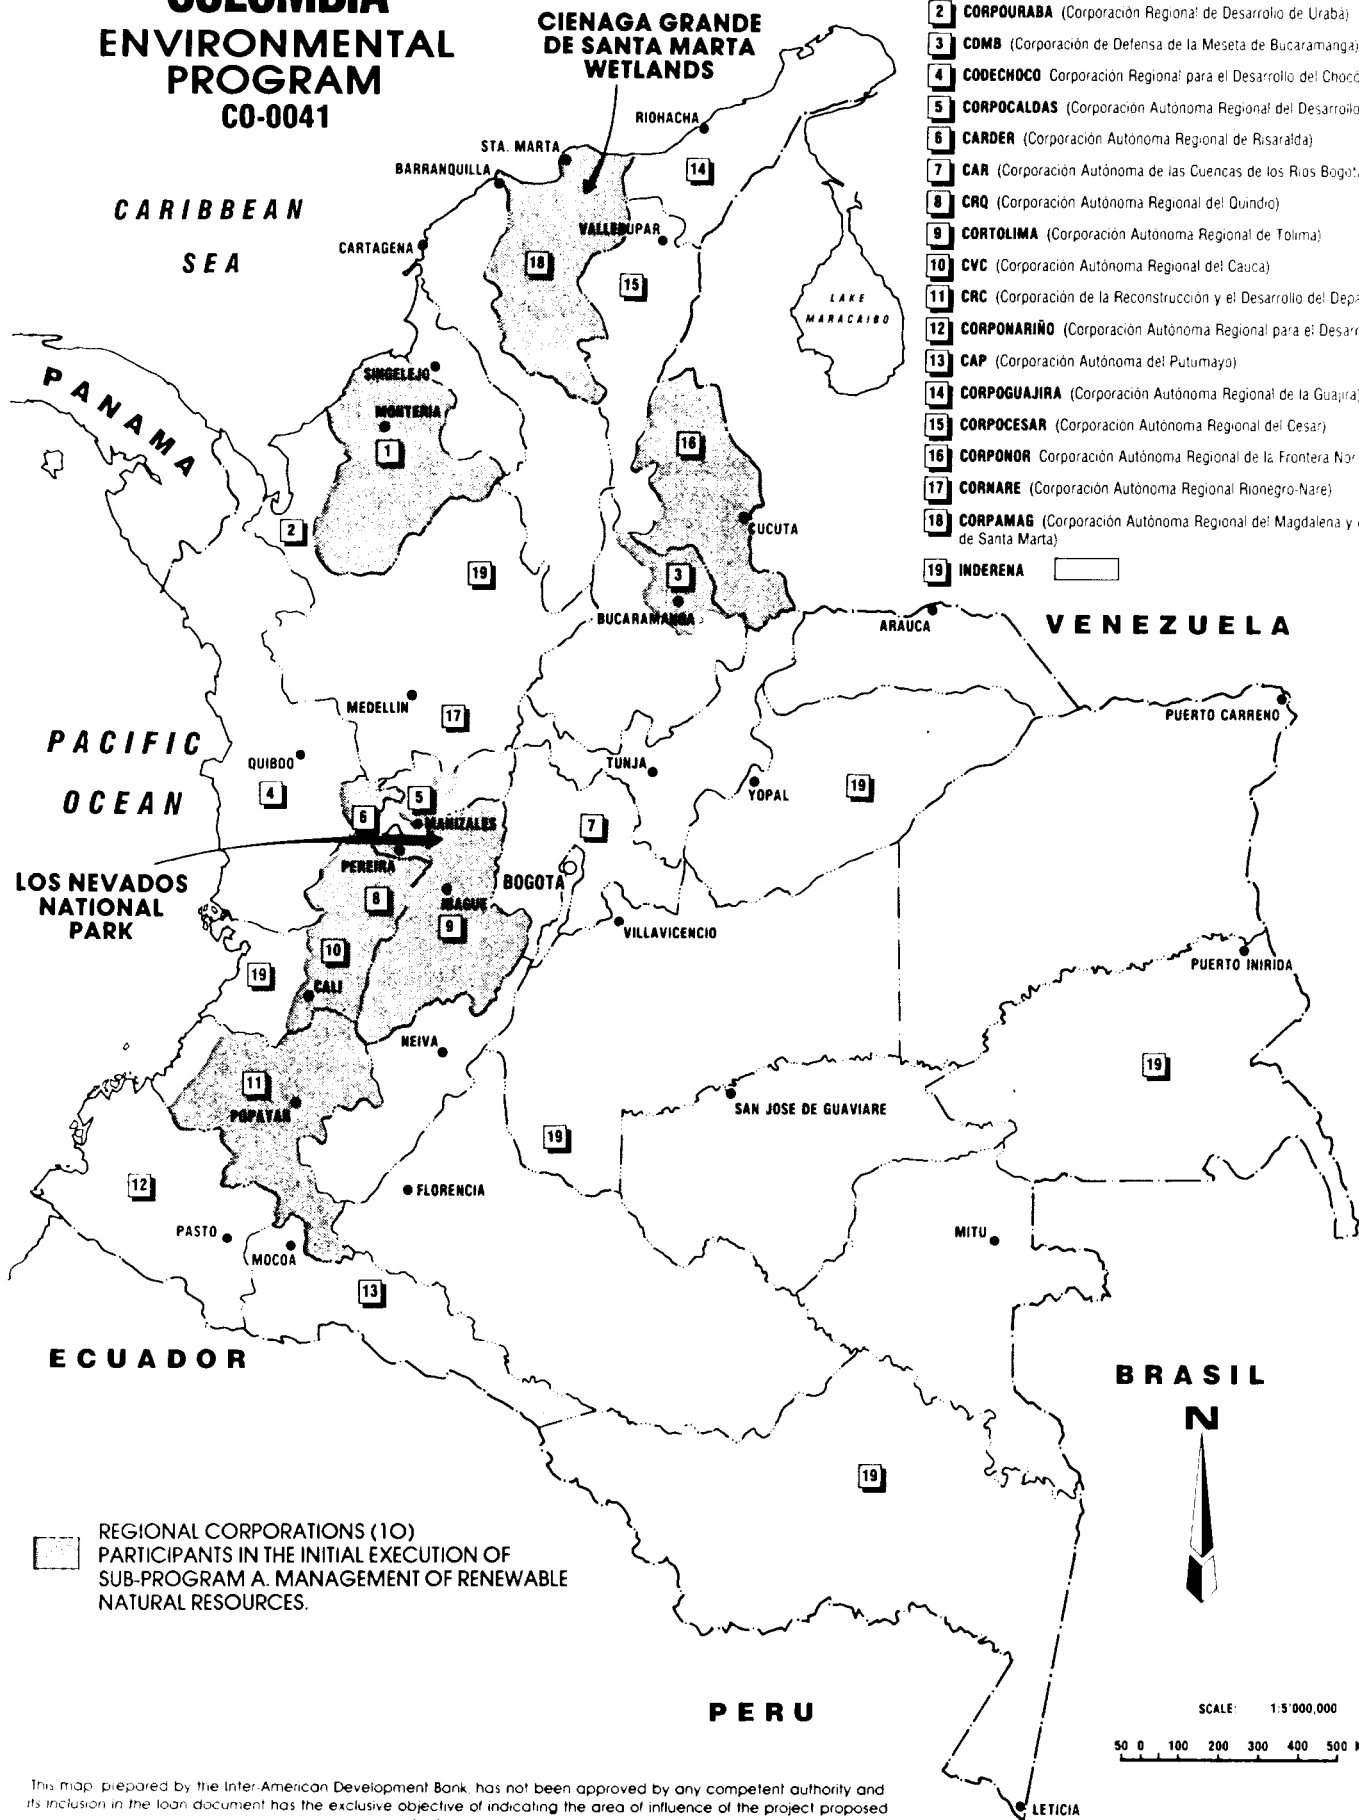 COLOMBIA
ENVIRONMENTAL
PROGRAM
CO-0041
CIENAGA GRANDE
DE SANTA MARTA
WETLANDS
2 CORPOURABA (Corporación Regional de Desarrollo de Urabá)
3 CDMB (Corporación de Defensa de la Meseta de Bucaramanga)
4 CODECHOCO Corporación Regional para el Desarrollo del Chocó
5 CORPOCALDAS (Corporación Autónoma Regional del Desarrollo
6 CARDER (Corporación Autónoma Regional de Risaralda)
7 CAR (Corporación Autónoma de las Cuencas de los Rios Bogot
8 CRQ (Corporación Autónoma Regional del Quindio)
9 CORTOLIMA (Corporación Autónoma Regional de Tolima)
10 CVC (Corporación Autónoma Regional del Cauca)
11 CRC (Corporación de la Reconstrucción y el Desarrollo del Depa
12 CORPONARIÑO (Corporación Autónoma Regional para el Desarr
13 CAP (Corporación Autónoma del Putumayo)
14 CORPOGUAJIRA (Corporación Autónoma Regional de la Guajira)
15 CORPOCESAR (Corporación Autónoma Regional del Cesar)
16 CORPONOR Corporación Autónoma Regional de la Frontera Nor
17 CORNARE (Corporación Autónoma Regional Rionegro-Nare)
18 CORPAMAG (Corporación Autónoma Regional del Magdalena y
de Santa Marta)
19 INDERENA
RIOHACHA
STA. MARTA
BARRANQUILLA
14
CARIBBEAN
SEA
CARTAGENA
VALLEDUPAR
18
15
LAKE
MARACAIBO
PANAMA
SINGELEJO
MONTERIA
1
16
2
CUCUTA
19
3
BUCARAMANGA
ARAUCA
VENEZUELA
MEDELLIN
17
PUERTO CARRENO
PACIFIC
OCEAN
QUIBDO
4
TUNJA
YOPAL
19
5
6
MANIZALES
7
PEREIRA
LOS NEVADOS
NATIONAL
PARK
BOGOTA
8
IBAGUE
9
VILLAVICENCIO
10
19
CALI
PUERTO INIRIDA
NEIVA
19
11
POPAYAN
SAN JOSE DE GUAVIARE
19
12
FLORENCIA
PASTO
MOCOA
MITU
13
ECUADOR
BRASIL
N
19
REGIONAL CORPORATIONS (10)
PARTICIPANTS IN THE INITIAL EXECUTION OF
SUB-PROGRAM A. MANAGEMENT OF RENEWABLE
NATURAL RESOURCES.
PERU
SCALE: 1:5'000,000
50 0 100 200 300 400 500
LETICIA
This map, prepared by the Inter-American Development Bank, has not been approved by any competent authority and
its inclusion in the loan document has the exclusive objective of indicating the area of influence of the project proposed